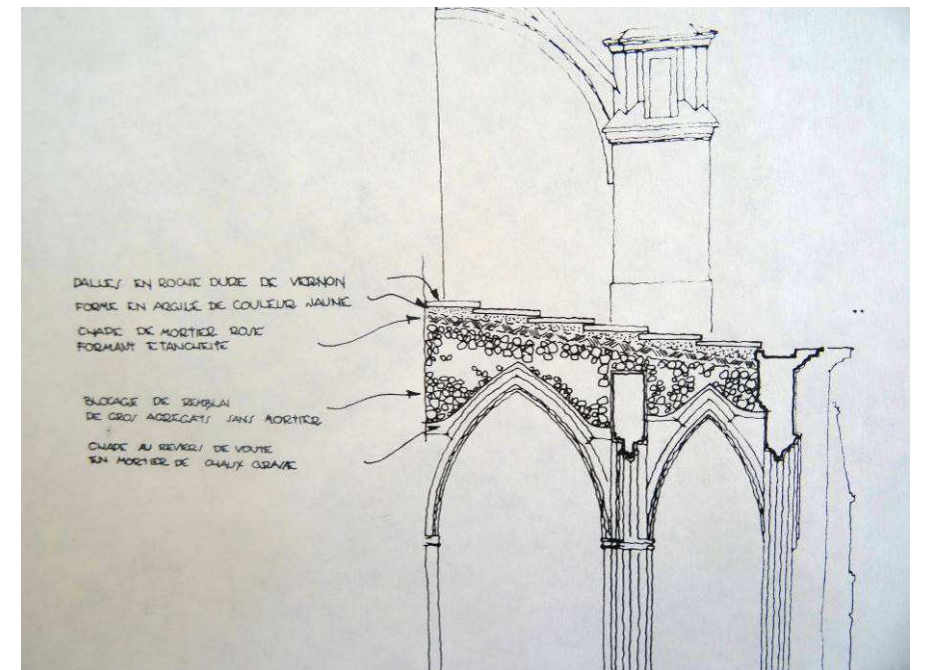 DALLES EN ROCHE DURE DE VERNON
FORME EN ARGILE DE COULEUR JAUNE
CHAPE DE MORTIER ROSE
FORMANT ETANCHEITE
BLOCAGE DE REMBLAI
DE GROS AGREGATS SANS MORTIER
CHAPE AU REVERS DE VOUTE
EN MORTIER DE CHAUX GRASSE